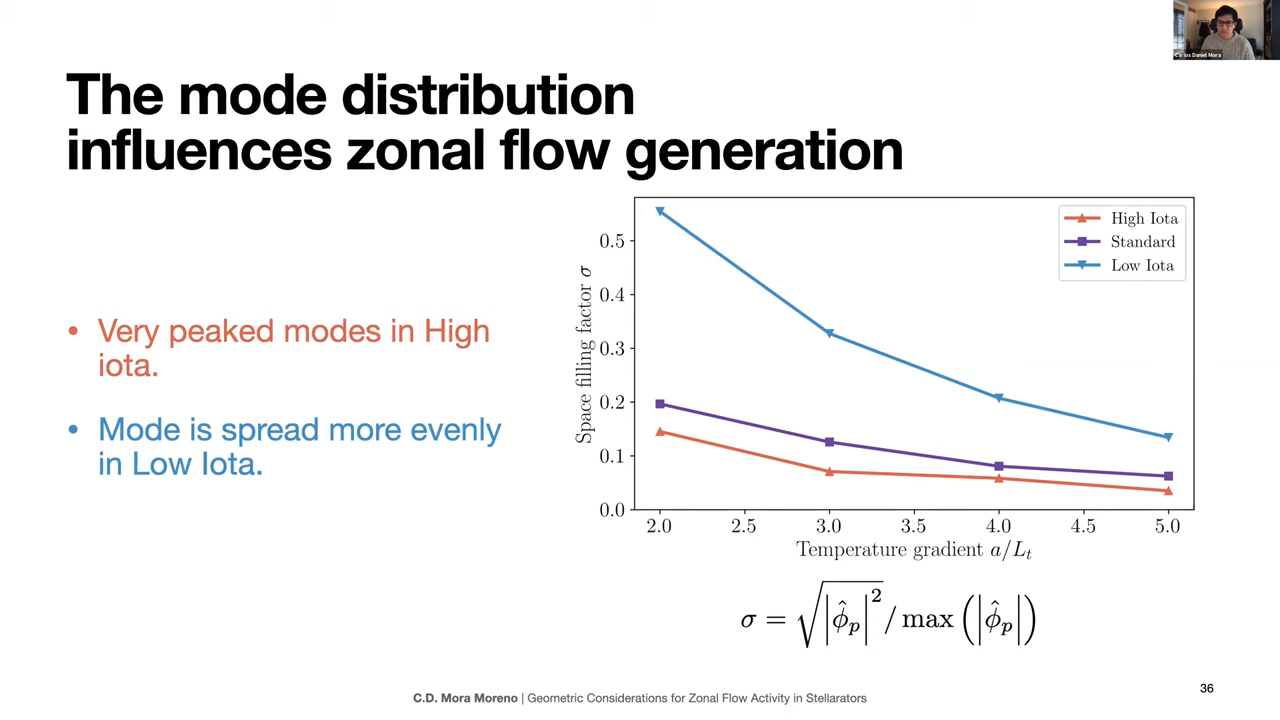 Carlos Daniel Mora
The mode distribution
influences zonal flow generation
• Very peaked modes in High
iota.
• Mode is spread more evenly
in Low Iota.
Space filling factor σ
0.5
0.4
0.3
0.2
0.1
0.0
High Iota
Standard
Low Iota
2.0 2.5 3.0 3.5 4.0 4.5 5.0
Temperature gradient a/L_t
σ = √|ϕ̂_p|² / max (|ϕ̂_p|)
C.D. Mora Moreno | Geometric Considerations for Zonal Flow Activity in Stellarators
36